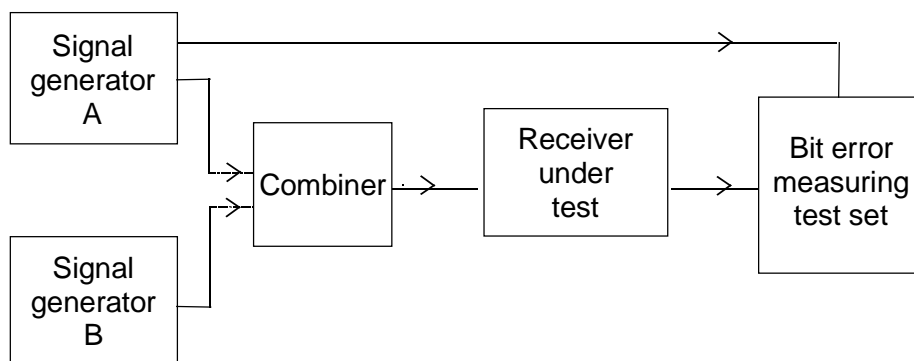 Signal
generator
A
Combiner
Receiver
under
test
Bit error
measuring
test set
Signal
generator
B